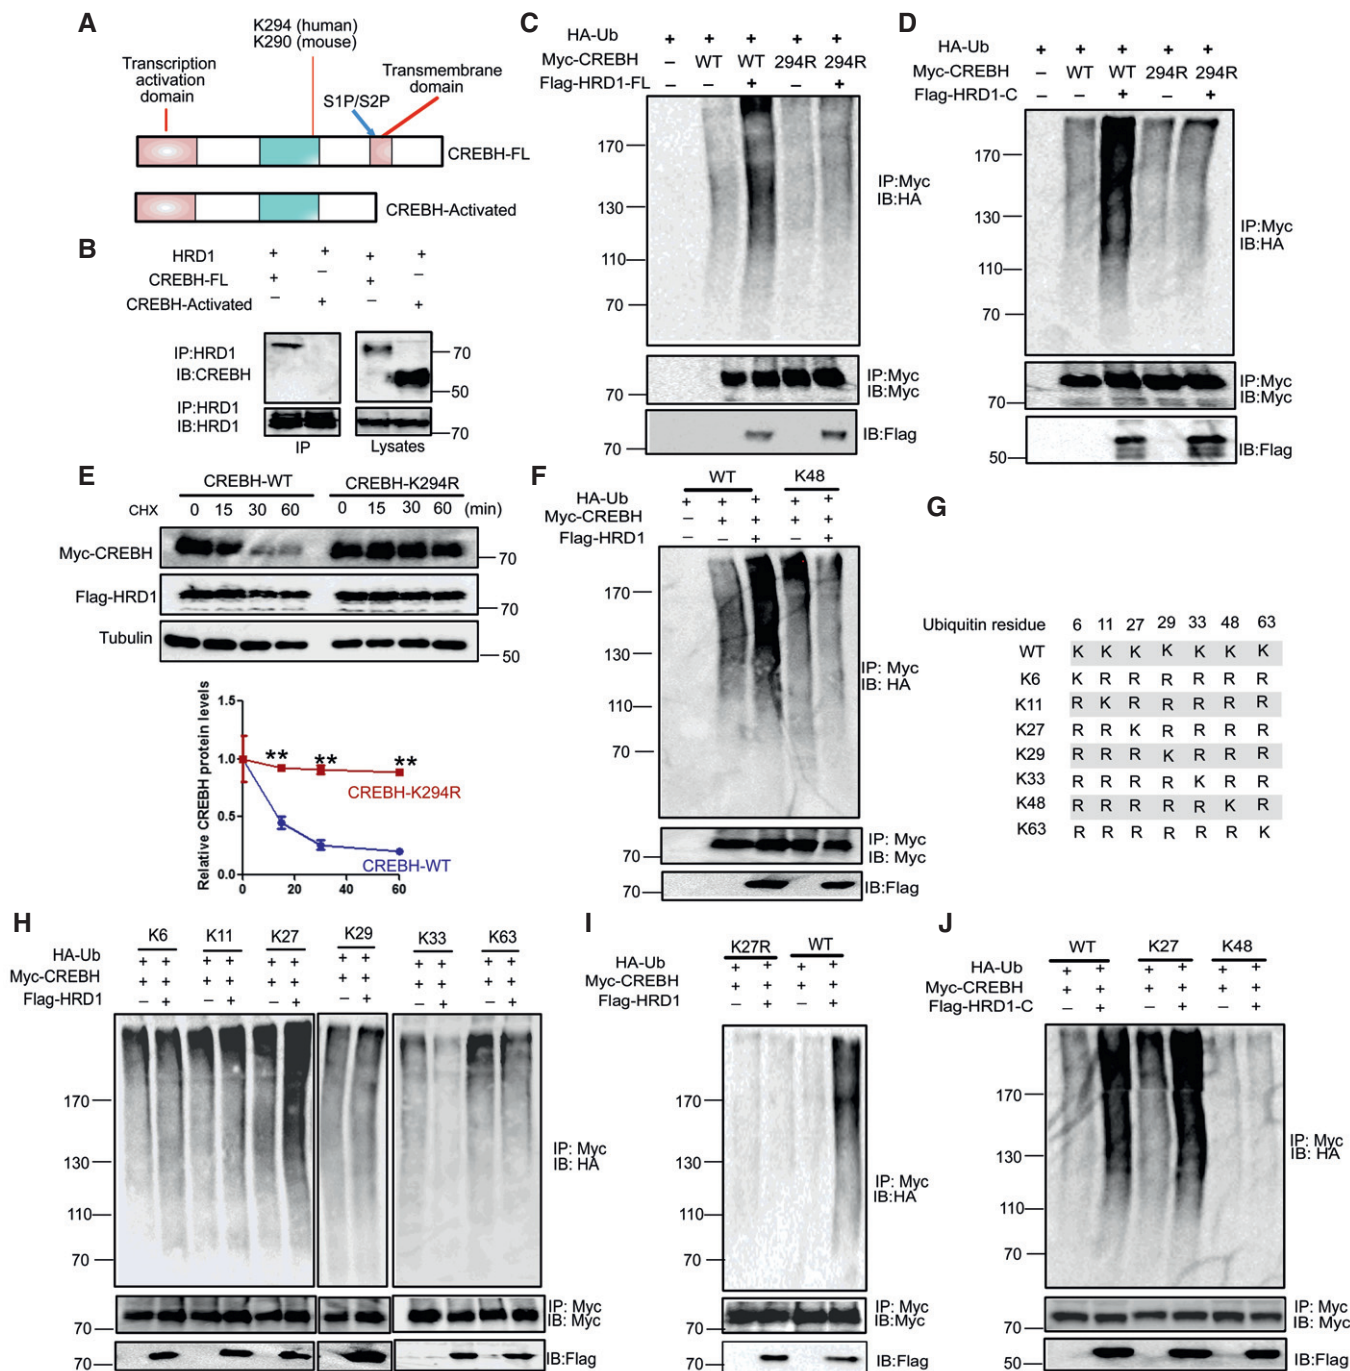 A
K294 (human)
K290 (mouse)
Transcription
activation
domain
Transmembrane
domain
S1P/S2P
CREBH-FL
CREBH-Activated
B
HRD1 + + + +
CREBH-FL + − + −
CREBH-Activated − + − +
IP:HRD1
IB:CREBH
70
50
IP:HRD1
IB:HRD1
70
IP Lysates
C
HA-Ub + + + + +
Myc-CREBH − WT WT 294R 294R
Flag-HRD1-FL − − + − +
170
130
110
70
IP:Myc
IB:HA
70
IP:Myc
IB:Myc
70
IB:Flag
D
HA-Ub + + + + +
Myc-CREBH − WT WT 294R 294R
Flag-HRD1-C − − + − +
170
130
110
70
IP:Myc
IB:HA
70
IP:Myc
IB:Myc
50
IB:Flag
E
CREBH-WT CREBH-K294R
CHX 0 15 30 60 0 15 30 60 (min)
Myc-CREBH 70
Flag-HRD1 70
Tubulin 50
Relative CREBH protein levels
1.5
1.0
0.5
0.0
** ** **
CREBH-K294R
CREBH-WT
0 20 40 60
F
WT K48
HA-Ub + + + + +
Myc-CREBH − + + + +
Flag-HRD1 − − + − +
170
130
110
70
IP: Myc
IB: HA
70
IP: Myc
IB: Myc
70
IB:Flag
G
Ubiquitin residue 6 11 27 29 33 48 63
WT K K K K K K K
K6 K R R R R R R
K11 R K R R R R R
K27 R R K R R R R
K29 R R R K R R R
K33 R R R R K R R
K48 R R R R R K R
K63 R R R R R R K
H
K6 K11 K27 K29 K33 K63
HA-Ub + + + + + + + + + + + +
Myc-CREBH + + + + + + + + + + + +
Flag-HRD1 − + − + − + − + − + − +
170
130
110
70
IP: Myc
IB: HA
70
IP: Myc
IB: Myc
70
IB:Flag
I
K27R WT
HA-Ub + + + +
Myc-CREBH + + + +
Flag-HRD1 − + − +
170
130
110
70
IP: Myc
IB:HA
70
IP: Myc
IB: Myc
70
IB:Flag
J
WT K27 K48
HA-Ub + + + + + +
Myc-CREBH + + + + + +
Flag-HRD1-C − + − + − +
170
130
110
70
IP: Myc
IB: HA
70
IP: Myc
IB: Myc
50
IB:Flag